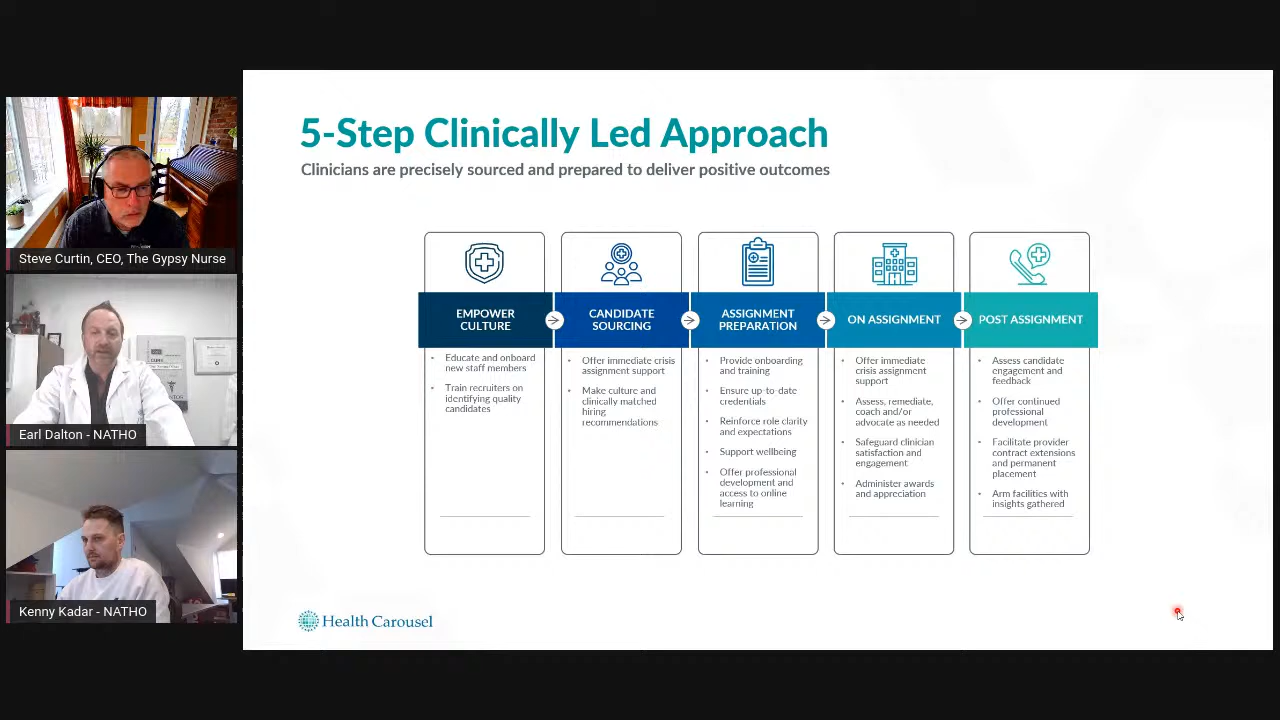 5-Step Clinically Led Approach
Clinicians are precisely sourced and prepared to deliver positive outcomes
EMPOWER
CULTURE
Educate and onboard
new staff members
Train recruiters on
identifying quality
candidates
CANDIDATE
SOURCING
Offer immediate crisis
assignment support
Make culture and
clinically matched
hiring
recommendations
ASSIGNMENT
PREPARATION
Provide onboarding
and training
Ensure up-to-date
credentials
Reinforce role clarity
and expectations
Support wellbeing
Offer professional
development and
access to online
learning
ON ASSIGNMENT
Offer immediate
crisis assignment
support
Assess, remediate,
coach and/or
advocate as needed
Safeguard clinician
satisfaction and
engagement
Administer awards
and appreciation
POST ASSIGNMENT
Assess candidate
engagement and
feedback
Offer continued
professional
development
Facilitate provider
contract extensions
and permanent
placement
Arm facilities with
insights gathered
Health Carousel
Steve Curtin, CEO, The Gypsy Nurse
Earl Dalton - NATHO
Kenny Kadar - NATHO